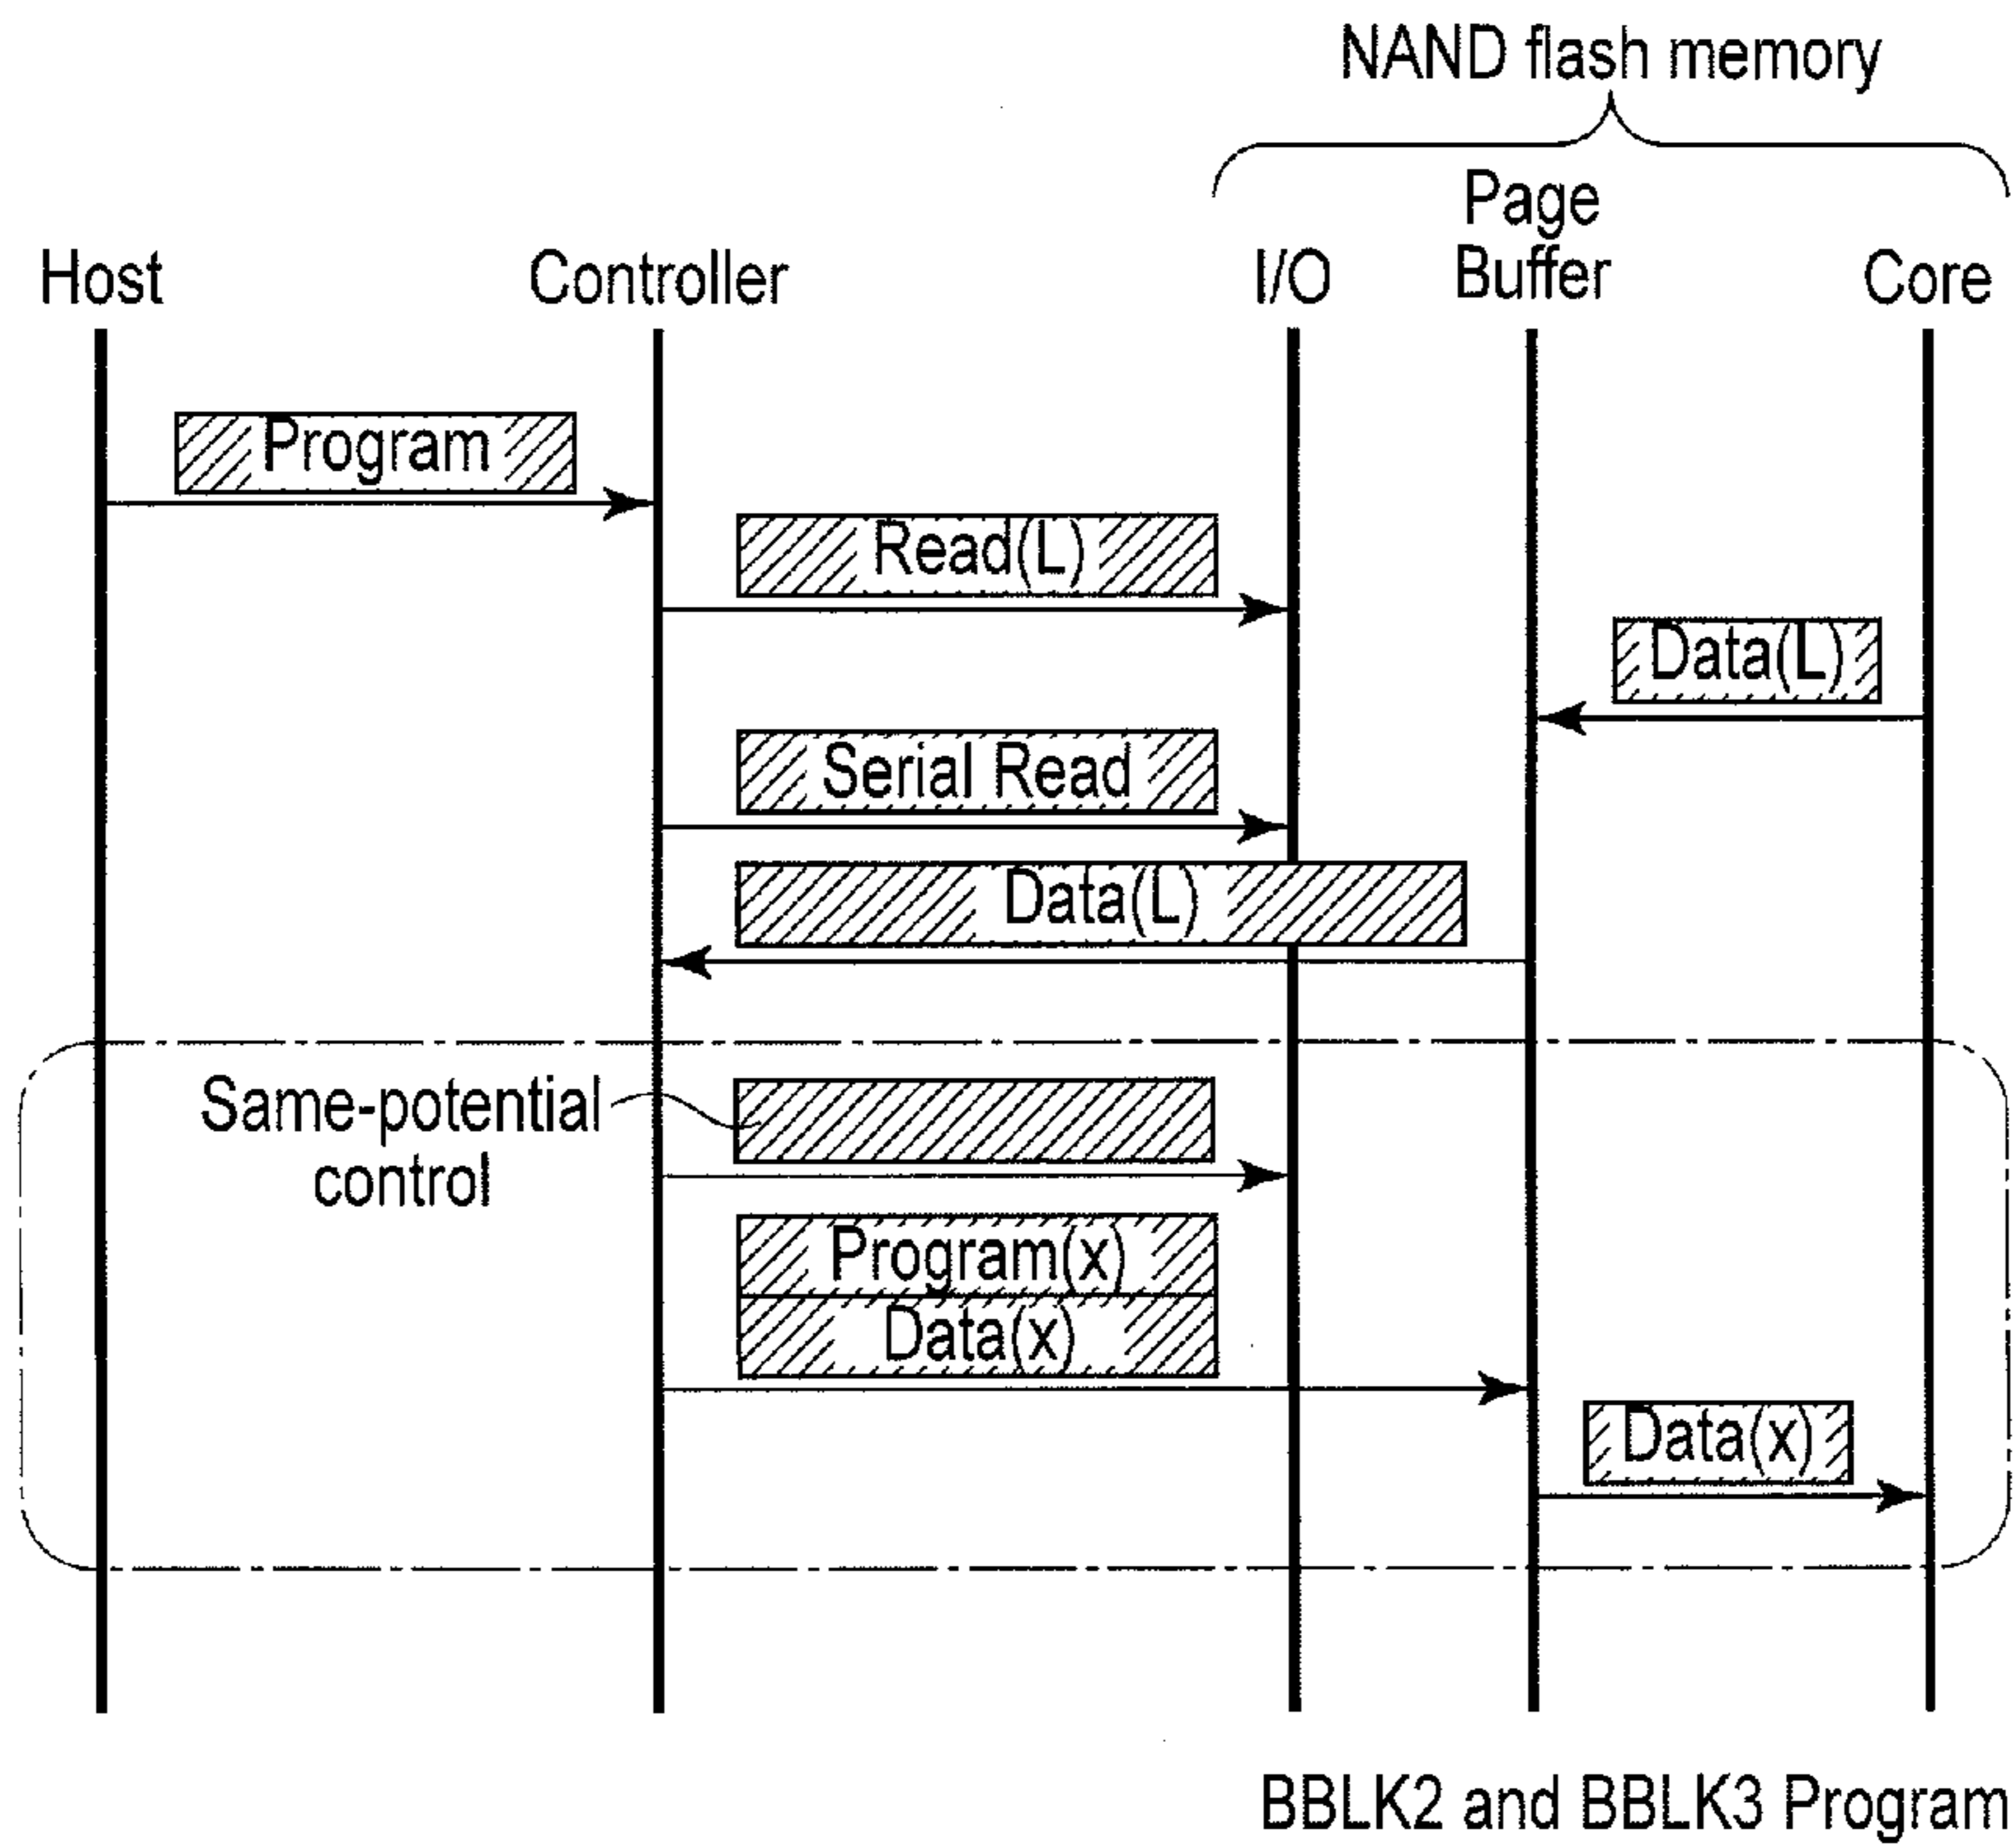 NAND flash memory
Page
Host Controller I/O Buffer Core
Program
Read(L)
Data(L)
Serial Read
Data(L)
Same-potential
control
Program(x)
Data(x)
Data(x)
BBLK2 and BBLK3 Program